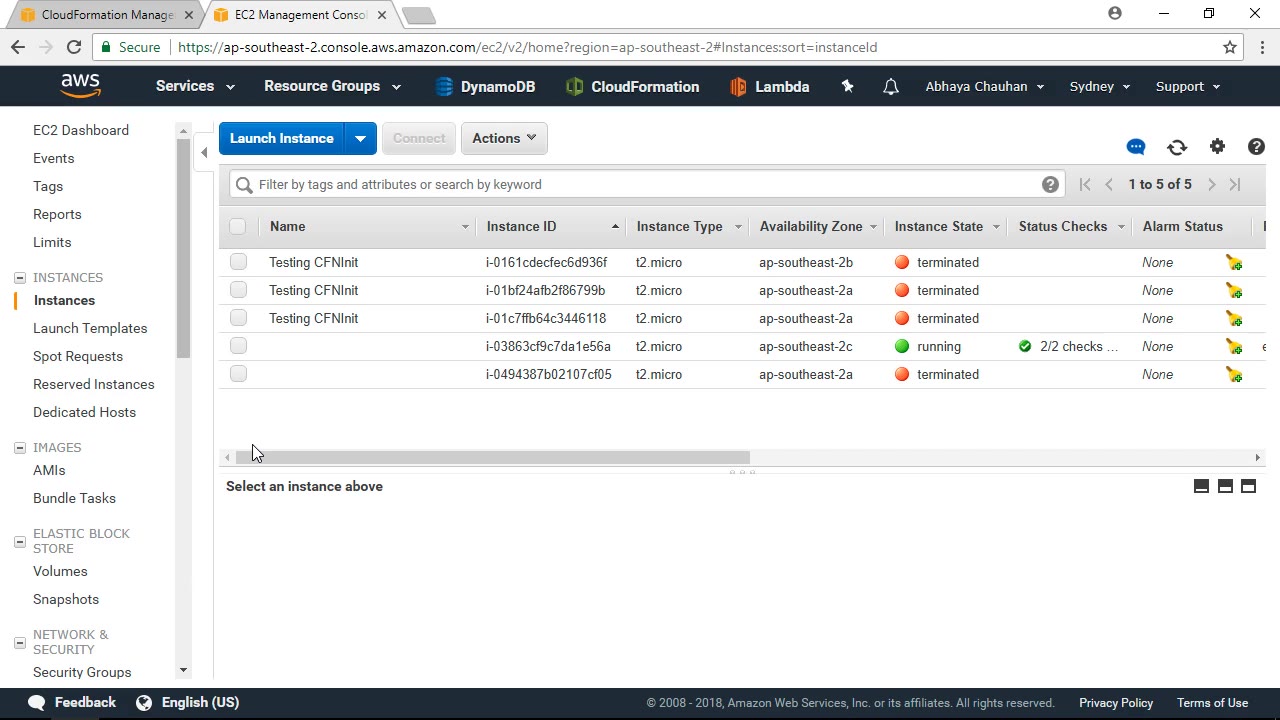 CloudFormation Manage
EC2 Management Conso
Secure
https://ap-southeast-2.console.aws.amazon.com/ec2/v2/home?region=ap-southeast-2#Instances:sort=instanceId
aws
Services
Resource Groups
DynamoDB
CloudFormation
Lambda
Abhaya Chauhan
Sydney
Support
EC2 Dashboard
Events
Tags
Reports
Limits
INSTANCES
Instances
Launch Templates
Spot Requests
Reserved Instances
Dedicated Hosts
IMAGES
AMIs
Bundle Tasks
ELASTIC BLOCK
STORE
Volumes
Snapshots
NETWORK &
SECURITY
Security Groups
Launch Instance
Connect
Actions
Filter by tags and attributes or search by keyword
1 to 5 of 5
Name Instance ID Instance Type Availability Zone Instance State Status Checks Alarm Status
Testing CFNInit i-0161cdecfec6d936f t2.micro ap-southeast-2b terminated None
Testing CFNInit i-01bf24afb2f86799b t2.micro ap-southeast-2a terminated None
Testing CFNInit i-01c7ffb64c3446118 t2.micro ap-southeast-2a terminated None
i-03863cf9c7da1e56a t2.micro ap-southeast-2c running 2/2 checks ... None
i-0494387b02107cf05 t2.micro ap-southeast-2a terminated None
Select an instance above
Feedback
English (US)
© 2008 - 2018, Amazon Web Services, Inc. or its affiliates. All rights reserved.
Privacy Policy
Terms of Use